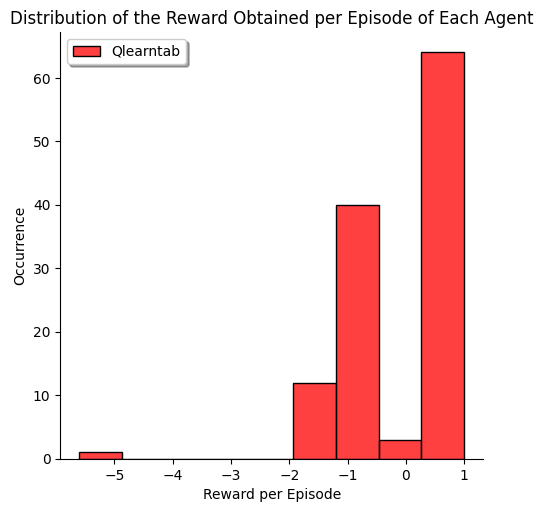 Distribution of the Reward Obtained per Episode of Each Agent
Qlearntab
Occurrence
60
50
40
30
20
10
0
−5 −4 −3 −2 −1 0 1
Reward per Episode